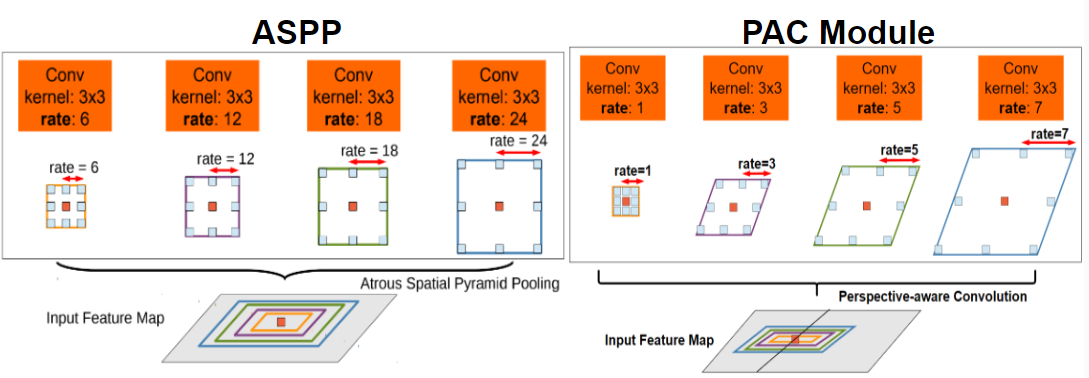 ASPP
Conv
kernel: 3x3
rate: 6
Conv
kernel: 3x3
rate: 12
Conv
kernel: 3x3
rate: 18
Conv
kernel: 3x3
rate: 24
rate = 6
rate = 12
rate = 18
rate = 24
Atrous Spatial Pyramid Pooling
Input Feature Map
PAC Module
Conv
kernel: 3x3
rate: 1
Conv
kernel: 3x3
rate: 3
Conv
kernel: 3x3
rate: 5
Conv
kernel: 3x3
rate: 7
rate=1
rate=3
rate=5
rate=7
Perspective-aware Convolution
Input Feature Map